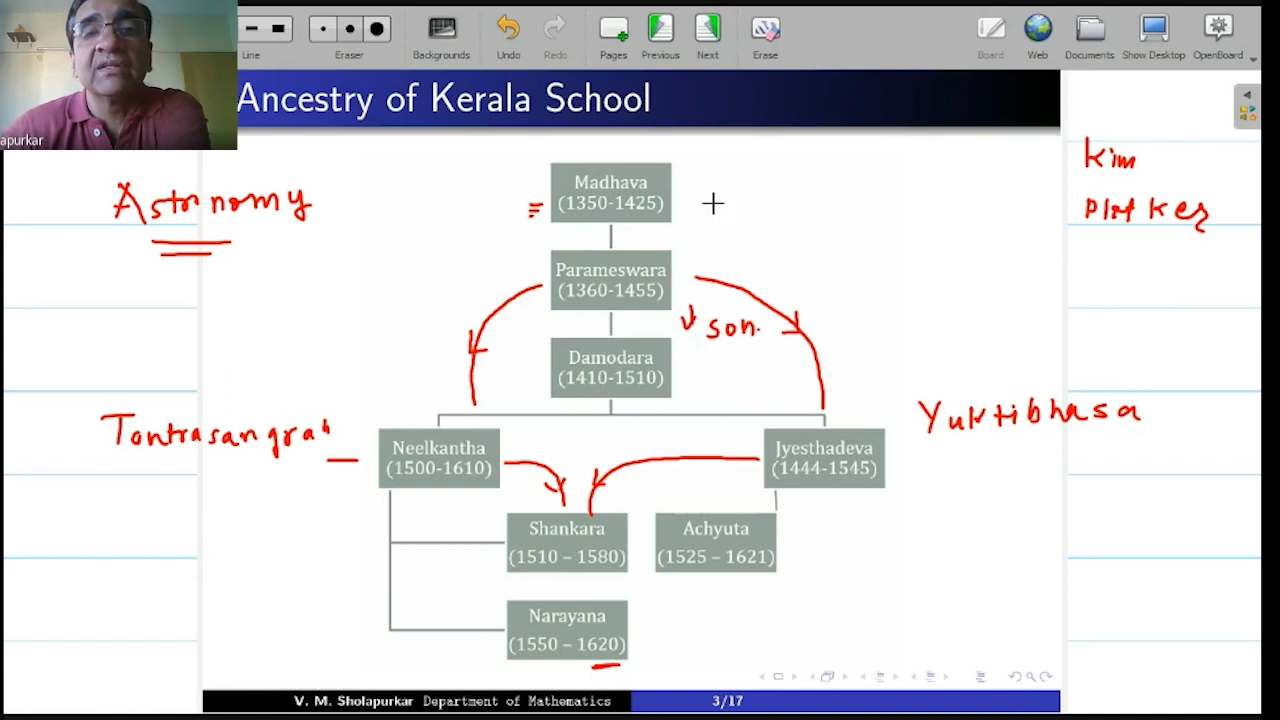 Line
Eraser
Backgrounds
Undo
Redo
Pages
Previous
Next
Erase
Board
Web
Documents
Show Desktop
OpenBoard
apurkar
Ancestry of Kerala School
Kim
Plofker
Astronomy
Madhava
(1350-1425)
Parameswara
(1360-1455)
son.
Damodara
(1410-1510)
Tantrasangrah
Yuktibhasa
Neelkantha
(1500-1610)
Jyesthadeva
(1444-1545)
Shankara
(1510 – 1580)
Achyuta
(1525 – 1621)
Narayana
(1550 – 1620)
V. M. Sholapurkar Department of Mathematics
3/17